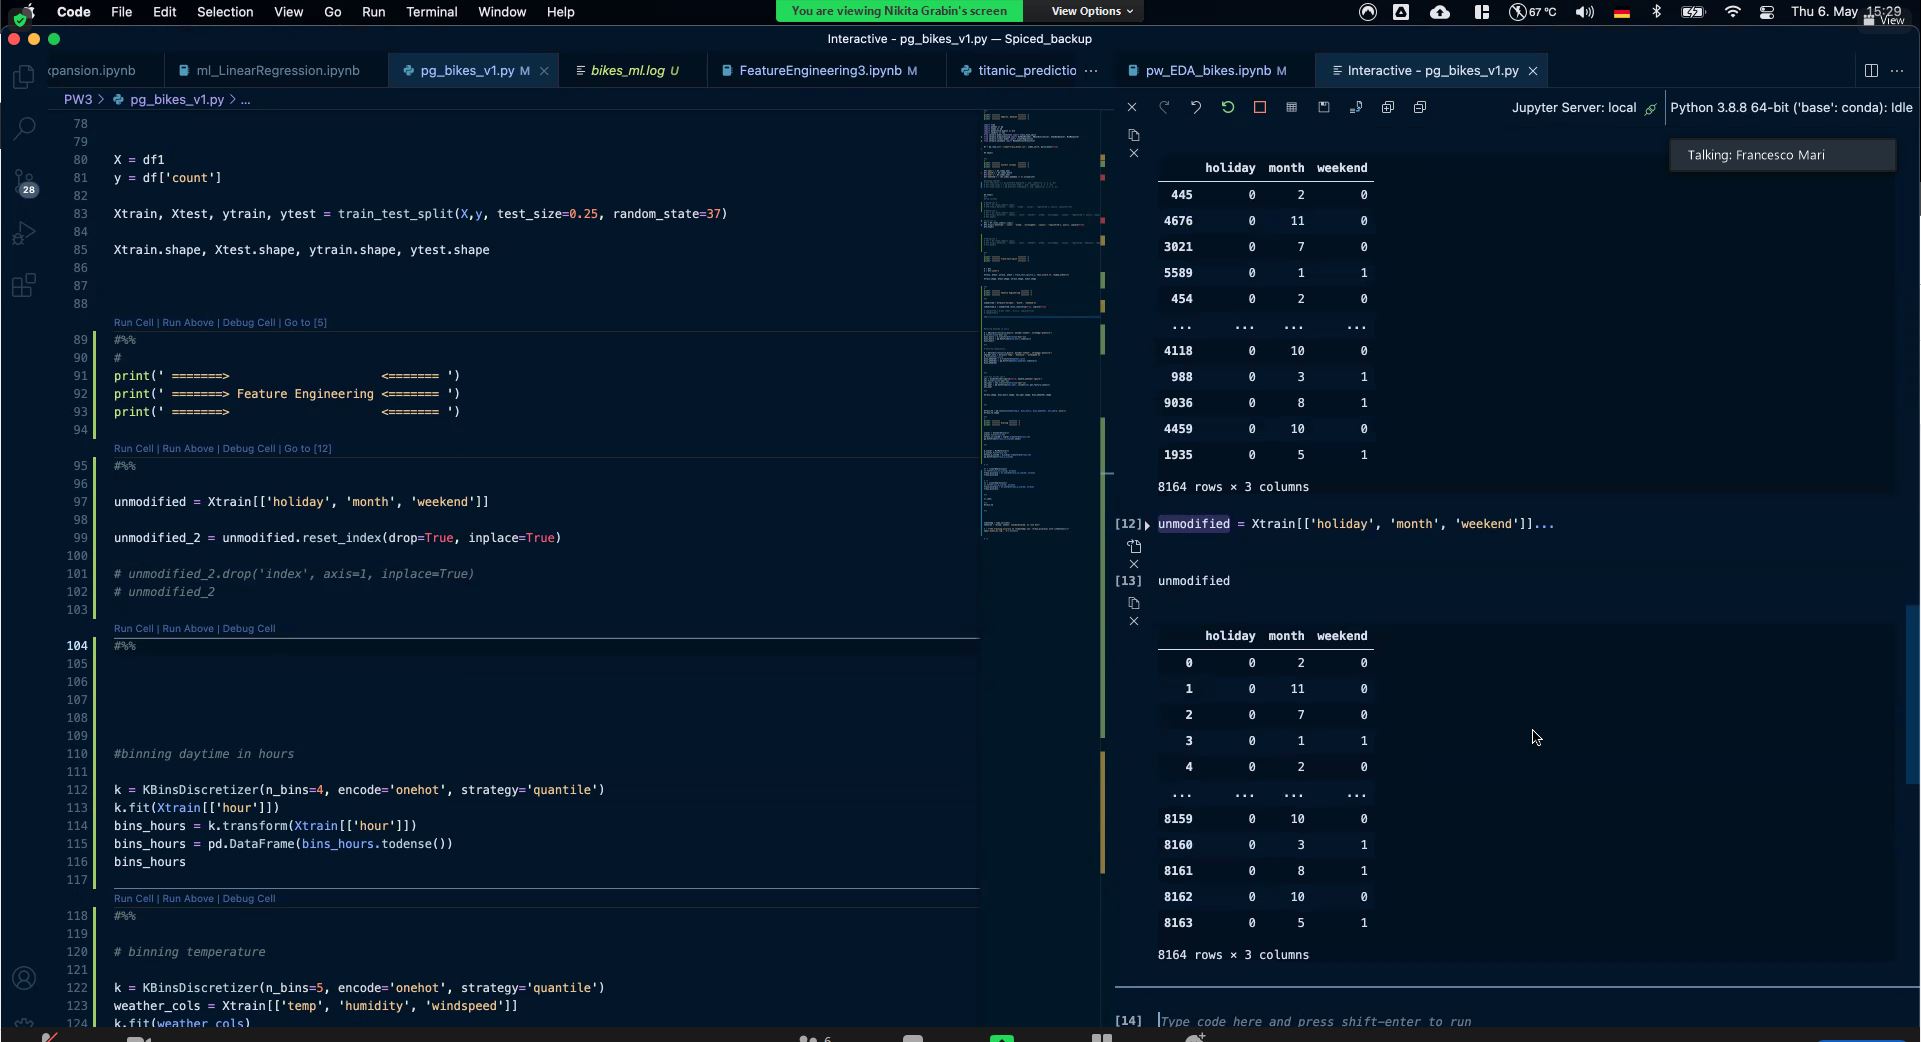 Code File Edit Selection View Go Run Terminal Window Help
You are viewing Nikita Grabin's screen
View Options
67 °C
Thu 6. May 15:29
View
Interactive - pg_bikes_v1.py — Spiced_backup
xpansion.ipynb
ml_LinearRegression.ipynb
pg_bikes_v1.py M
bikes_ml.log U
FeatureEngineering3.ipynb M
titanic_predictio ...
pw_EDA_bikes.ipynb M
Interactive - pg_bikes_v1.py
PW3 > pg_bikes_v1.py > ...
78
79
80 X = df1
81 y = df['count']
82
83 Xtrain, Xtest, ytrain, ytest = train_test_split(X,y, test_size=0.25, random_state=37)
84
85 Xtrain.shape, Xtest.shape, ytrain.shape, ytest.shape
86
87
88
Run Cell | Run Above | Debug Cell | Go to [5]
89 #%%
90 #
91 print(' =======>                     <======= ')
92 print(' =======> Feature Engineering <======= ')
93 print(' =======>                     <======= ')
94
Run Cell | Run Above | Debug Cell | Go to [12]
95 #%%
96
97 unmodified = Xtrain[['holiday', 'month', 'weekend']]
98
99 unmodified_2 = unmodified.reset_index(drop=True, inplace=True)
100
101 # unmodified_2.drop('index', axis=1, inplace=True)
102 # unmodified_2
103
Run Cell | Run Above | Debug Cell
104 #%%
105
106
107
108
109
110 #binning daytime in hours
111
112 k = KBinsDiscretizer(n_bins=4, encode='onehot', strategy='quantile')
113 k.fit(Xtrain[['hour']])
114 bins_hours = k.transform(Xtrain[['hour']])
115 bins_hours = pd.DataFrame(bins_hours.todense())
116 bins_hours
117
Run Cell | Run Above | Debug Cell
118 #%%
119
120 # binning temperature
121
122 k = KBinsDiscretizer(n_bins=5, encode='onehot', strategy='quantile')
123 weather_cols = Xtrain[['temp', 'humidity', 'windspeed']]
124 k.fit(weather_cols)
28
Jupyter Server: local
Python 3.8.8 64-bit ('base': conda): Idle
Talking: Francesco Mari
holiday month weekend
445 0 2 0
4676 0 11 0
3021 0 7 0
5589 0 1 1
454 0 2 0
... ... ... ...
4118 0 10 0
988 0 3 1
9036 0 8 1
4459 0 10 0
1935 0 5 1
8164 rows × 3 columns
[12] unmodified = Xtrain[['holiday', 'month', 'weekend']]...
[13] unmodified
holiday month weekend
0 0 2 0
1 0 11 0
2 0 7 0
3 0 1 1
4 0 2 0
... ... ... ...
8159 0 10 0
8160 0 3 1
8161 0 8 1
8162 0 10 0
8163 0 5 1
8164 rows × 3 columns
[14] Type code here and press shift-enter to run
6